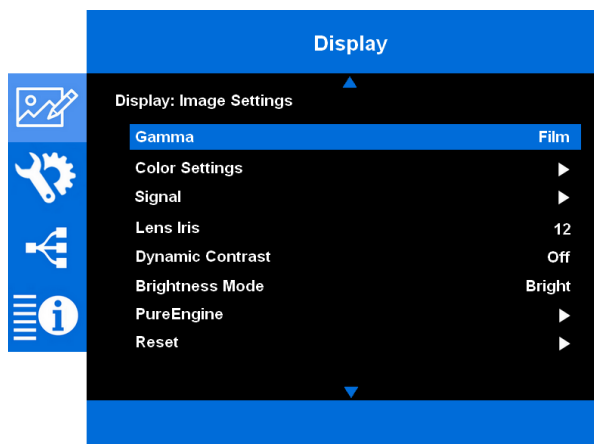 Display
Display: Image Settings
Gamma Film
Color Settings
Signal
Lens Iris 12
Dynamic Contrast Off
Brightness Mode Bright
PureEngine
Reset